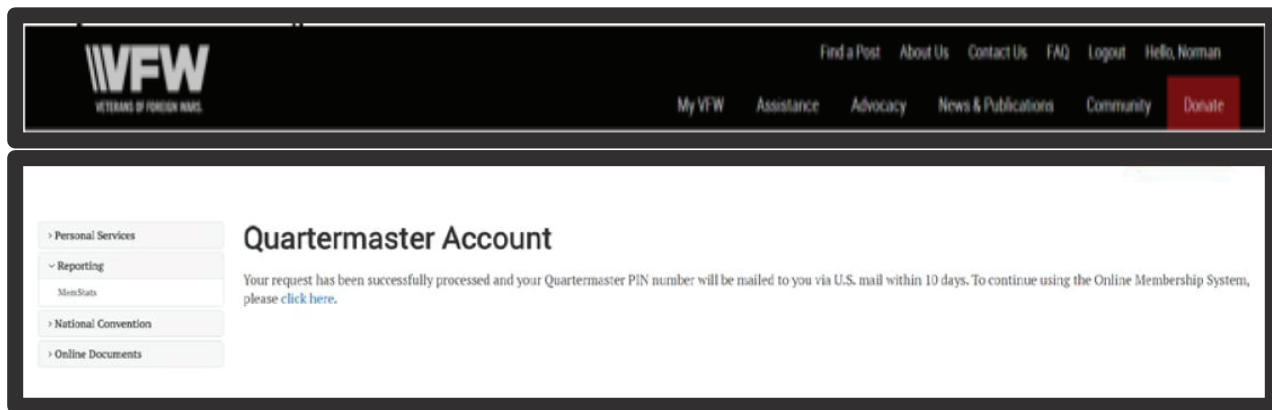 VFW
VETERANS OF FOREIGN WARS.
Find a Post About Us Contact Us FAQ Logout Hello, Norman
My VFW Assistance Advocacy News & Publications Community Donate
> Personal Services
Reporting
MemStats
> National Convention
> Online Documents
Quartermaster Account
Your request has been successfully processed and your Quartermaster PIN number will be mailed to you via U.S. mail within 10 days. To continue using the Online Membership System,
please click here.